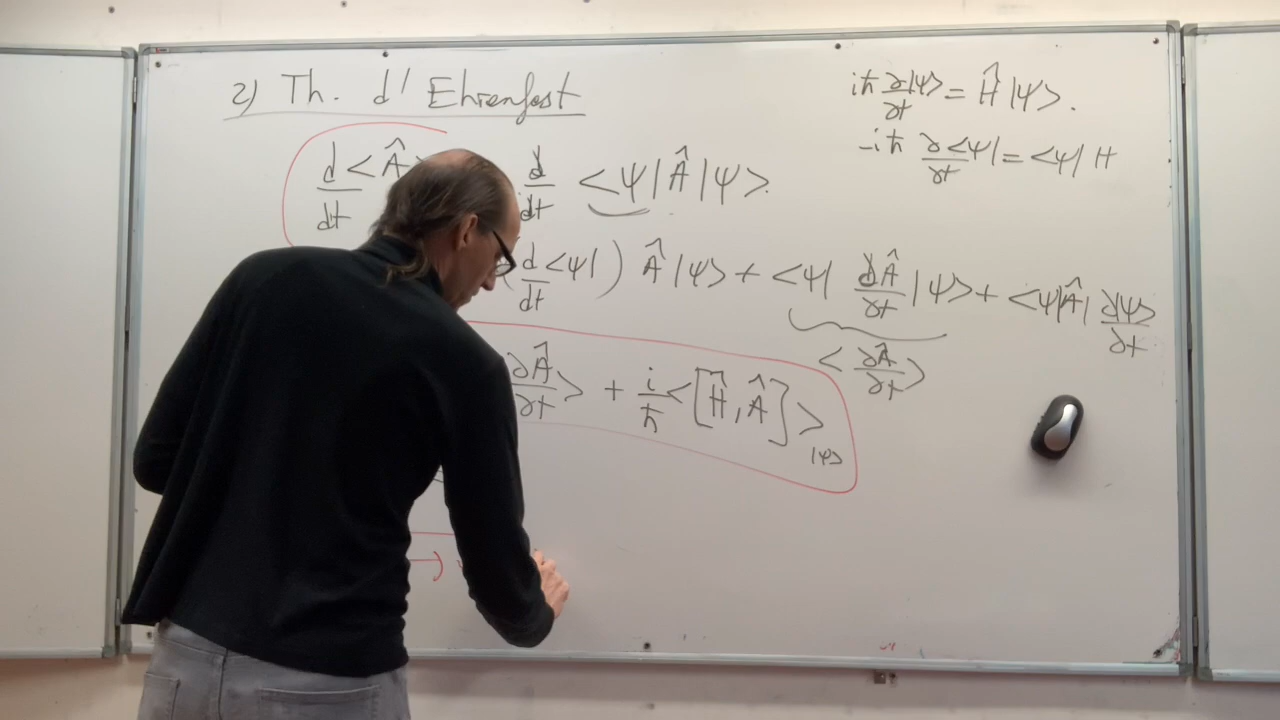 2) Th. d' Ehrenfest
iħ ∂|ψ>/∂t = Ĥ |ψ>.
-iħ ∂<ψ|/∂t = <ψ| H
d<Â>/dt d/dt <ψ|Â|ψ>.
(d/dt <ψ|) Â |ψ> + <ψ| ∂Â/∂t |ψ> + <ψ|Â| ∂|ψ>/∂t
<∂Â/∂t>
∂Â/∂t> + i/ħ <[Ĥ, Â]>|ψ>
→